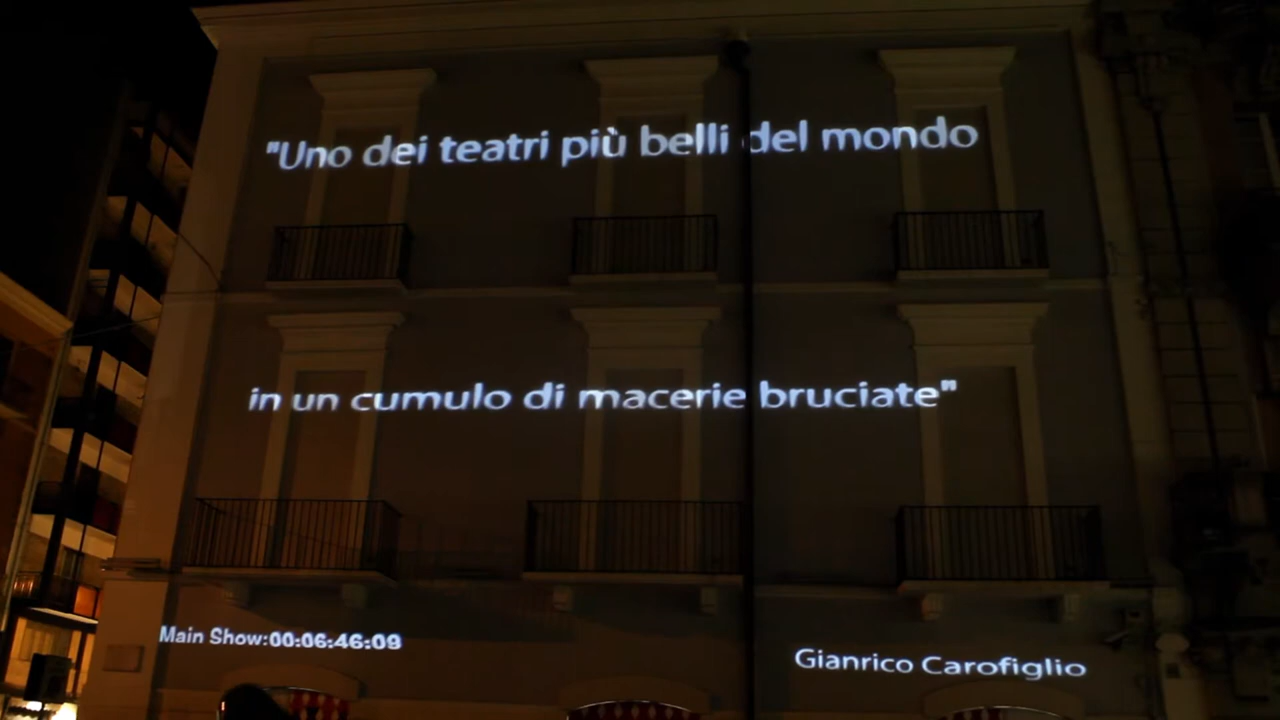 "Uno dei teatri più belli del mondo
in un cumulo di macerie bruciate"
Main Show:00:06:46:09
Gianrico Carofiglio